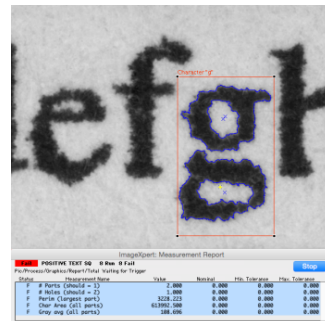 Character "g"
efgh
ImageXpert: Measurement Report
FAIL POSITIVE TEXT SQ 0 Run 0 Fail Stop
Pic/Process/Graphics/Report/Total Waiting for Trigger
Status Measurement Name Value Nominal Min. Tolerance Max. Tolerance
F # Parts (should = 1) 2.000 0.000 0.000 0.000
F # Holes (should = 2) 1.000 0.000 0.000 0.000
F Perim (largest part) 3228.223 0.000 0.000 0.000
F Char Area (all parts) 613992.500 0.000 0.000 0.000
F Gray avg (all parts) 108.696 0.000 0.000 0.000